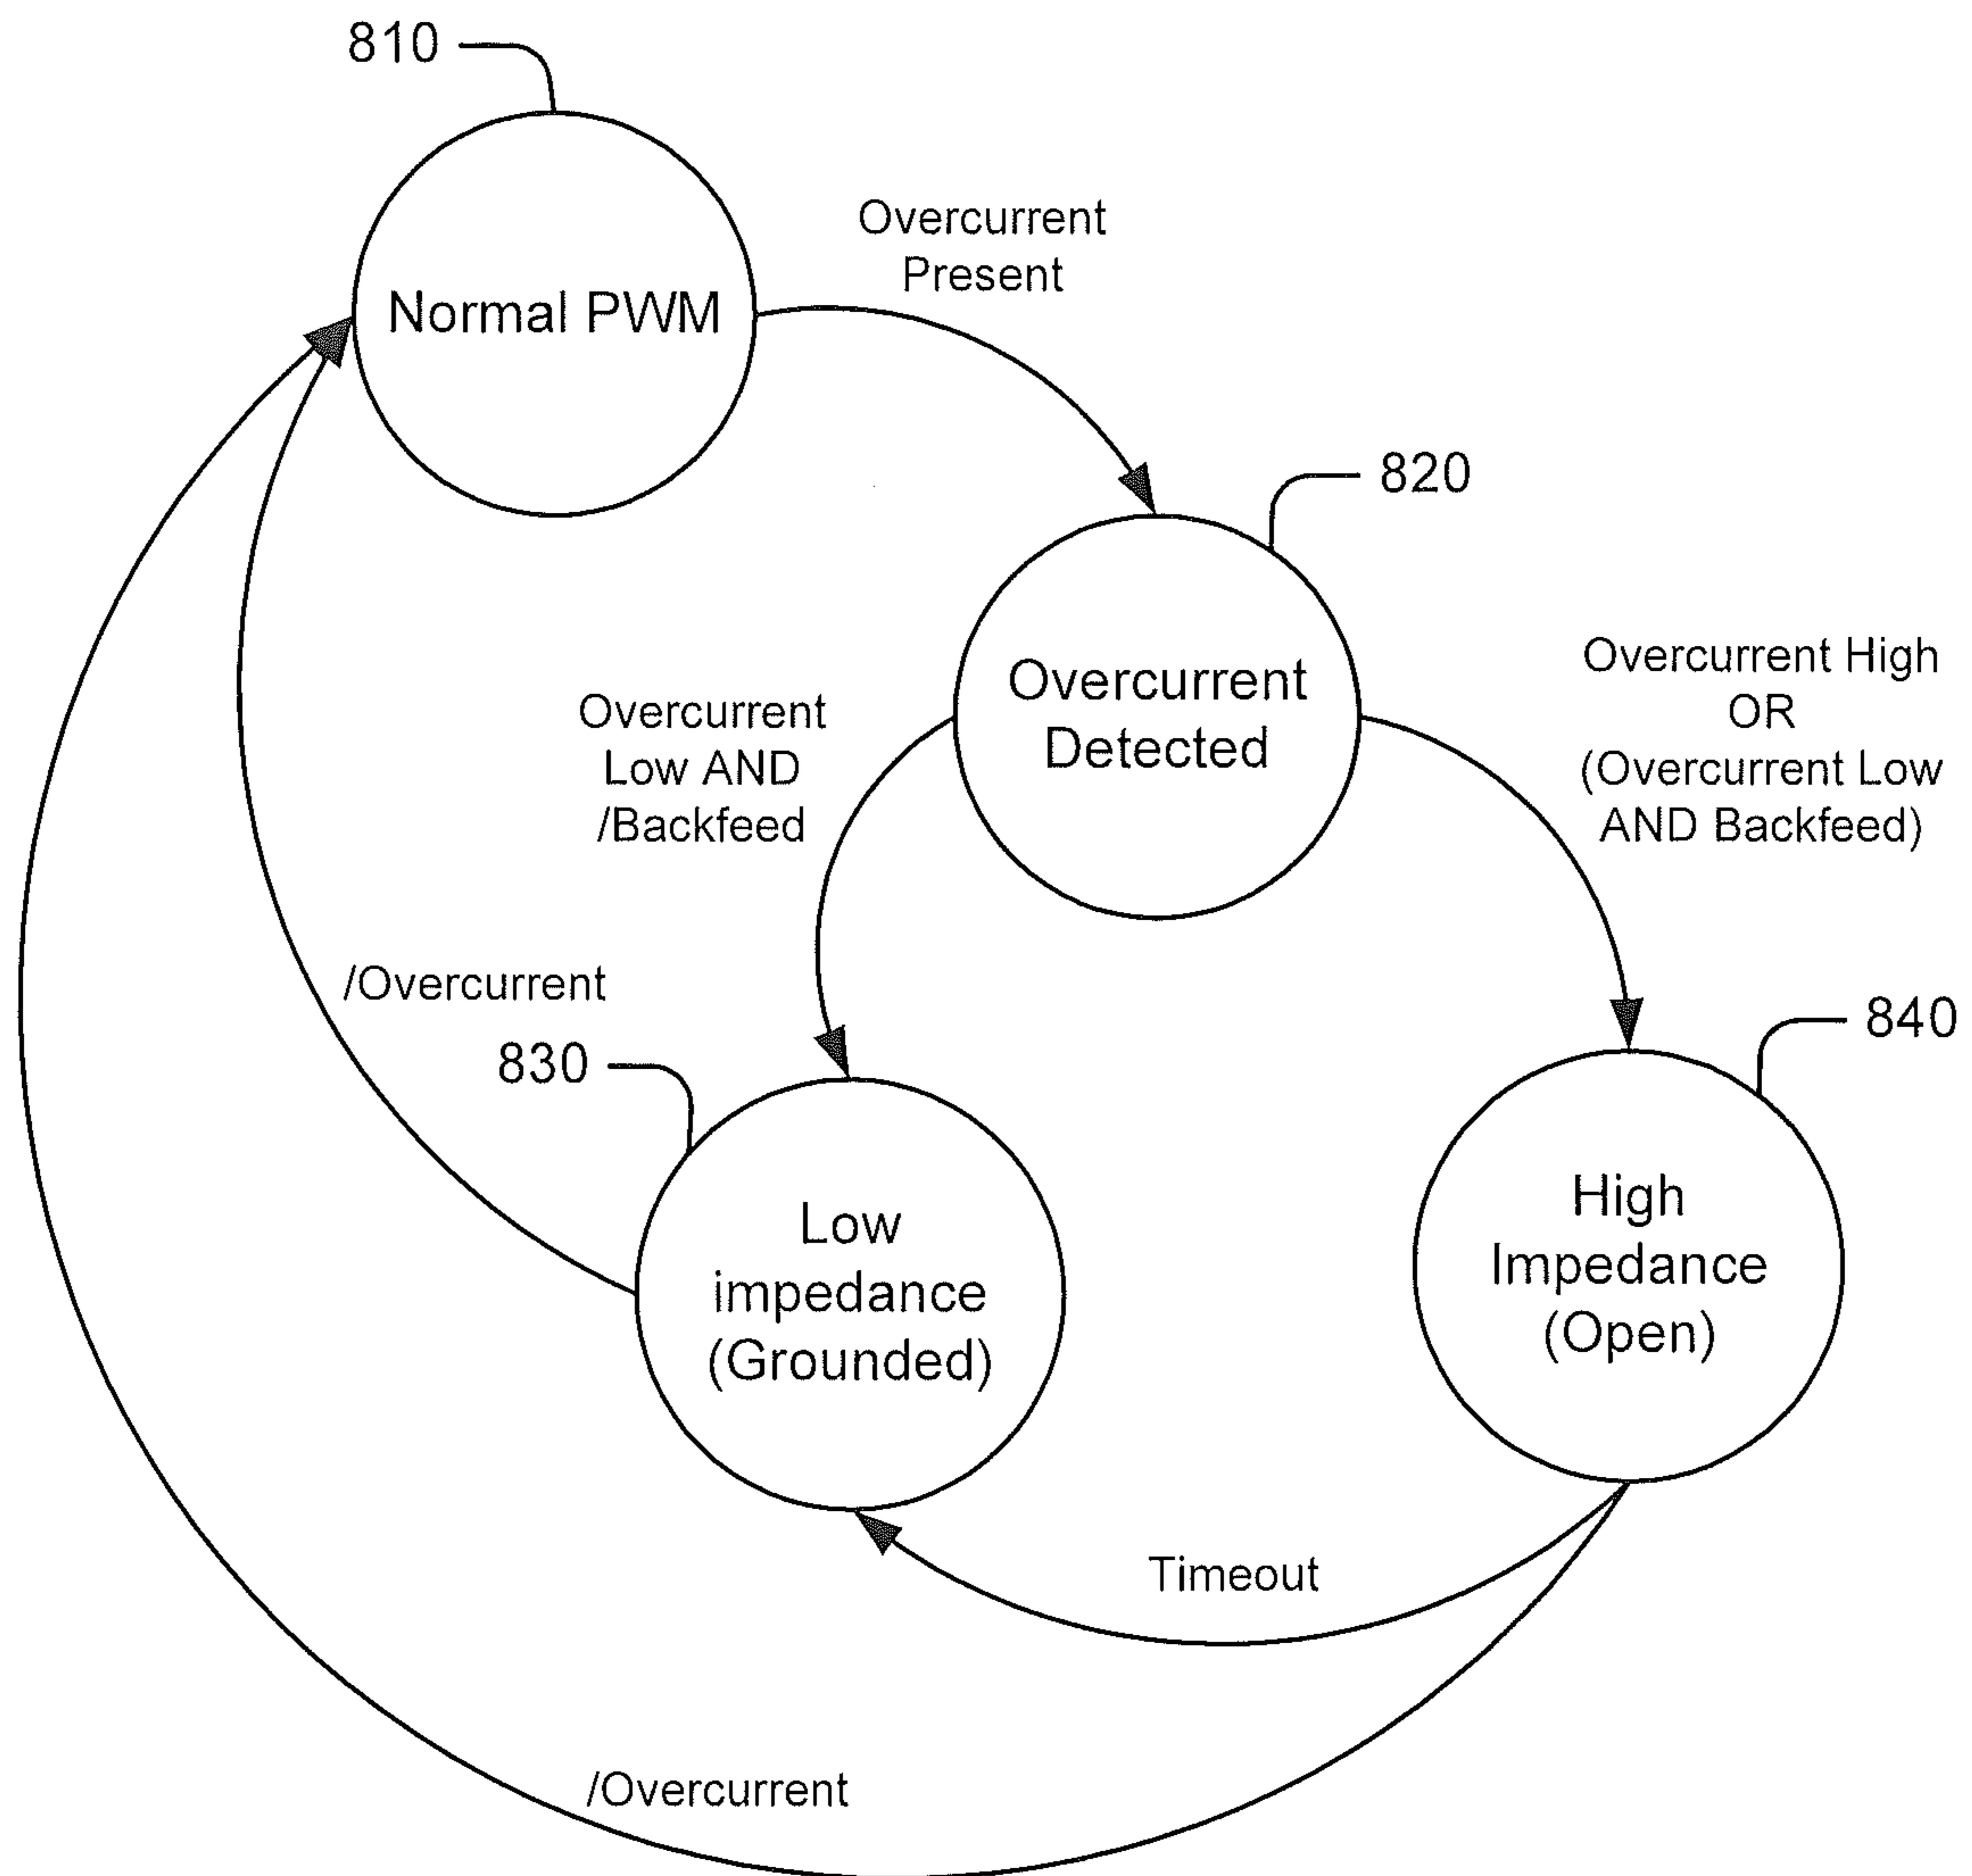 810
Normal PWM
Overcurrent
Present
820
Overcurrent
Detected
Overcurrent High
OR
(Overcurrent Low
AND Backfeed)
Overcurrent
Low AND
/Backfeed
/Overcurrent
830
840
Low
impedance
(Grounded)
High
Impedance
(Open)
Timeout
/Overcurrent